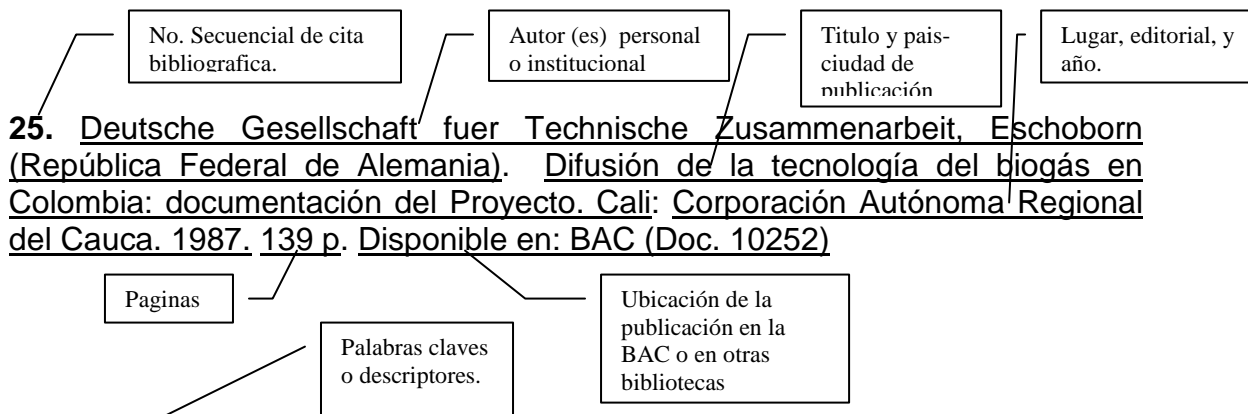 No. Secuencial de cita
bibliografica.
Autor (es) personal
o institucional
Titulo y pais-
ciudad de
publicación
Lugar, editorial, y
año.
25. Deutsche Gesellschaft fuer Technische Zusammenarbeit, Eschoborn
(República Federal de Alemania). Difusión de la tecnología del biogás en
Colombia: documentación del Proyecto. Cali: Corporación Autónoma Regional
del Cauca. 1987. 139 p. Disponible en: BAC (Doc. 10252)
Paginas
Ubicación de la
publicación en la
BAC o en otras
bibliotecas
Palabras claves
o descriptores.